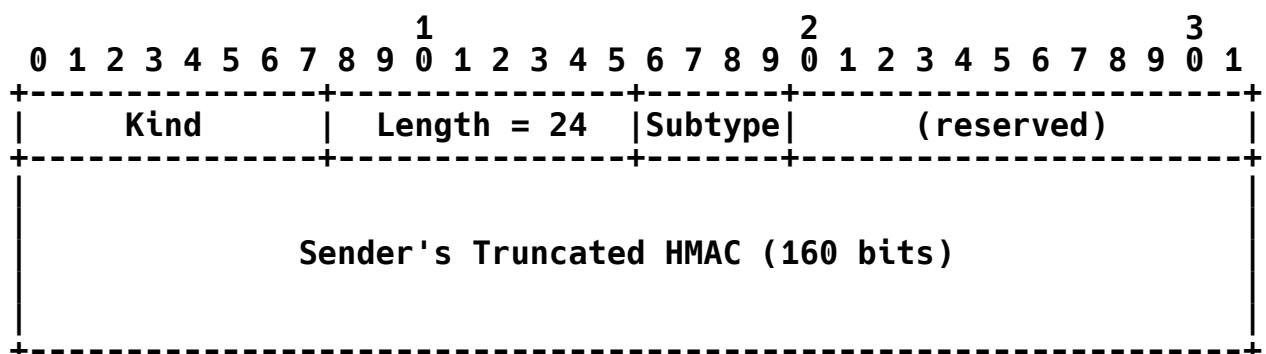 1                   2                   3
 0 1 2 3 4 5 6 7 8 9 0 1 2 3 4 5 6 7 8 9 0 1 2 3 4 5 6 7 8 9 0 1
+---------------+---------------+-------+-----------------------+
|     Kind      |  Length = 24  |Subtype|      (reserved)       |
+---------------+---------------+-------+-----------------------+
|                                                               |
|              Sender's Truncated HMAC (160 bits)               |
|                                                               |
+---------------------------------------------------------------+